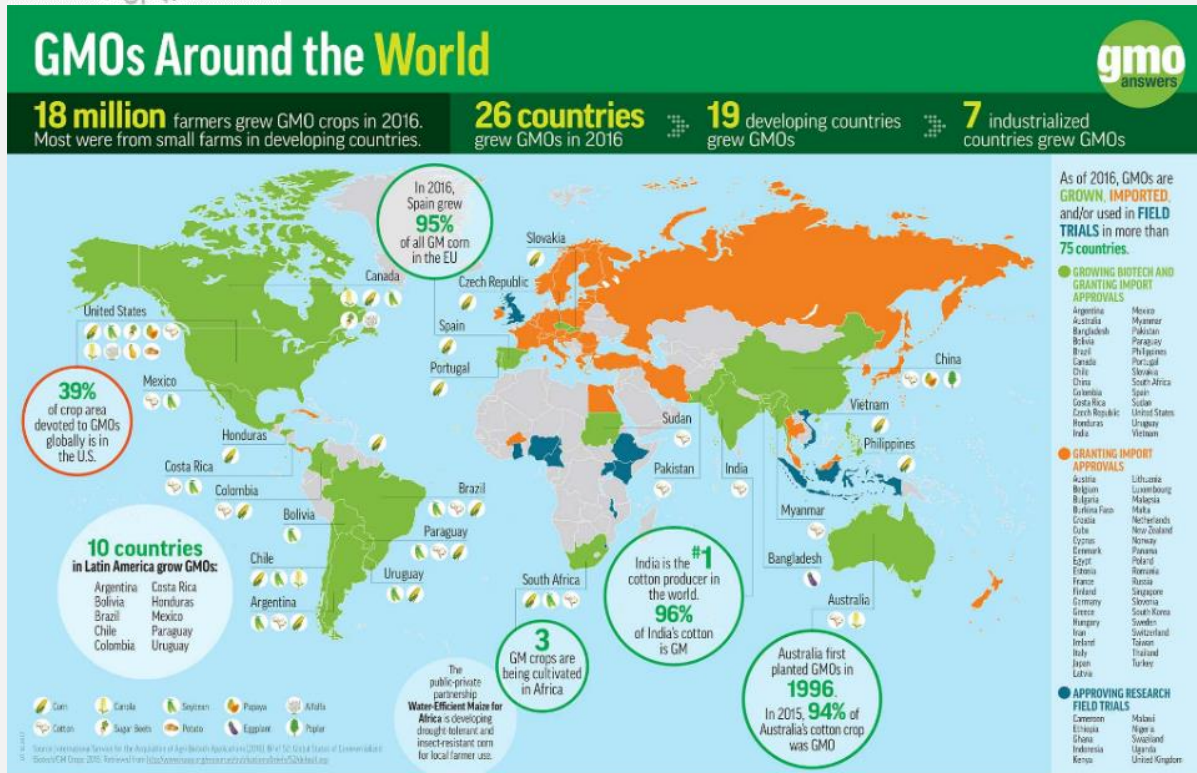 GMOs Around the World
gmo
answers
18 million farmers grew GMO crops in 2016.
Most were from small farms in developing countries.
26 countries
grew GMOs in 2016
19 developing countries
grew GMOs
7 industrialized
countries grew GMOs
In 2016,
Spain grew
95%
of all GM corn
in the EU
Slovakia
Czech Republic
Canada
United States
Spain
Portugal
China
Mexico
39%
of crop area
devoted to GMOs
globally is in
the U.S.
Honduras
Costa Rica
Colombia
Sudan
Pakistan
India
Vietnam
Philippines
Brazil
Bolivia
Paraguay
Myanmar
Bangladesh
Chile
Uruguay
Argentina
South Africa
Australia
10 countries
in Latin America grow GMOs:
Argentina Costa Rica
Bolivia Honduras
Brazil Mexico
Chile Paraguay
Colombia Uruguay
India is the #1
cotton producer in
the world.
96%
of India's cotton
is GM
3
GM crops are
being cultivated
in Africa
Australia first
planted GMOs in
1996.
In 2015, 94% of
Australia's cotton crop
was GMO
The
public-private
partnership
Water-Efficient Maize for
Africa is developing
drought-tolerant and
insect-resistant corn
for local farmer use.
Corn Canola Soybean Papaya Alfalfa
Cotton Sugar Beets Potato Eggplant Poplar
As of 2016, GMOs are
GROWN, IMPORTED,
and/or used in FIELD
TRIALS in more than
75 countries.
GROWING BIOTECH AND
GRANTING IMPORT
APPROVALS
Argentina Mexico
Australia Myanmar
Bangladesh Pakistan
Bolivia Paraguay
Brazil Philippines
Canada Portugal
Chile Slovakia
China South Africa
Colombia Spain
Costa Rica Sudan
Czech Republic United States
Honduras Uruguay
India Vietnam
GRANTING IMPORT
APPROVALS
Austria Lithuania
Belgium Luxembourg
Bulgaria Malaysia
Burkina Faso Malta
Croatia Netherlands
Cuba New Zealand
Cyprus Norway
Denmark Panama
Egypt Poland
Estonia Romania
France Russia
Finland Singapore
Germany Slovenia
Greece South Korea
Hungary Sweden
Iran Switzerland
Ireland Taiwan
Italy Thailand
Japan Turkey
Latvia
APPROVING RESEARCH
FIELD TRIALS
Cameroon Malawi
Ethiopia Nigeria
Ghana Swaziland
Indonesia Uganda
Kenya United Kingdom